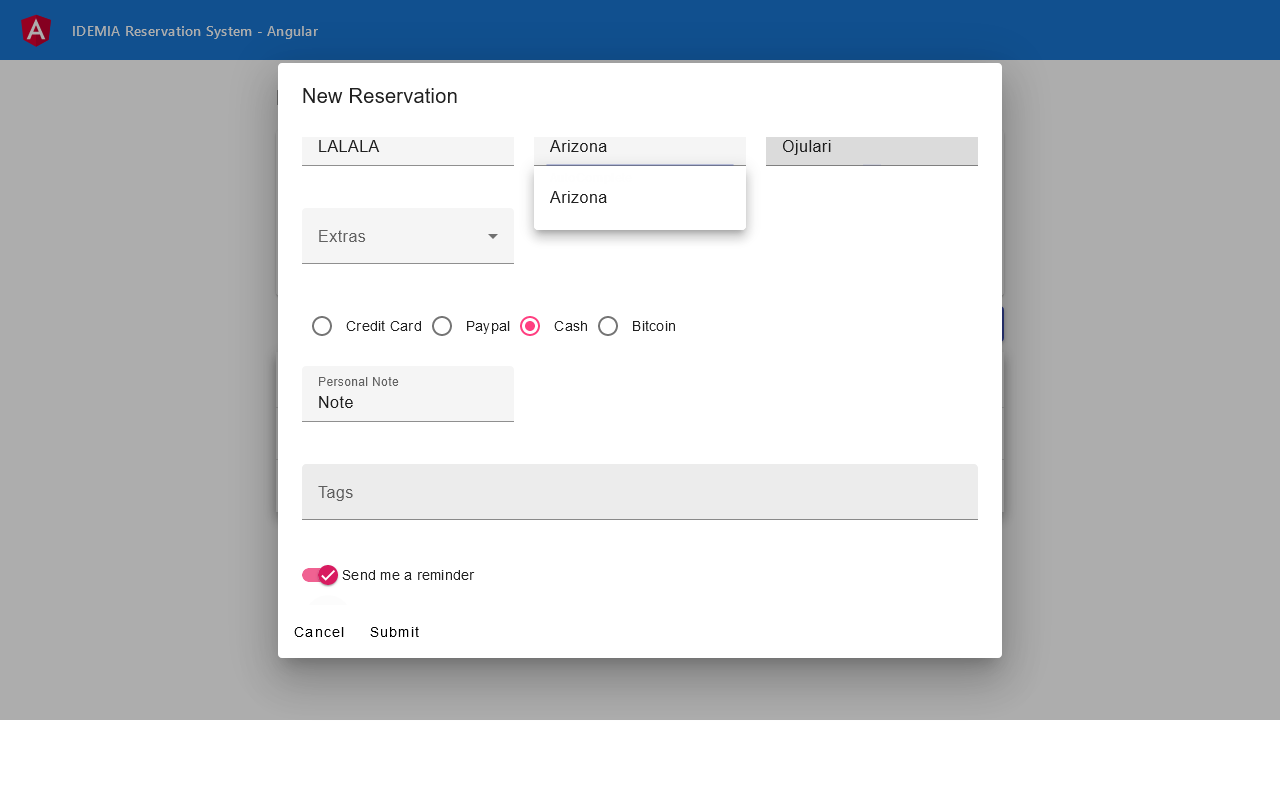 IDEMIA Reservation System - Angular
New Reservation
LALALA
Arizona
Ojulari
Arizona
Extras
Credit Card
Paypal
Cash
Bitcoin
Personal Note
Note
Tags
Send me a reminder
Cancel
Submit